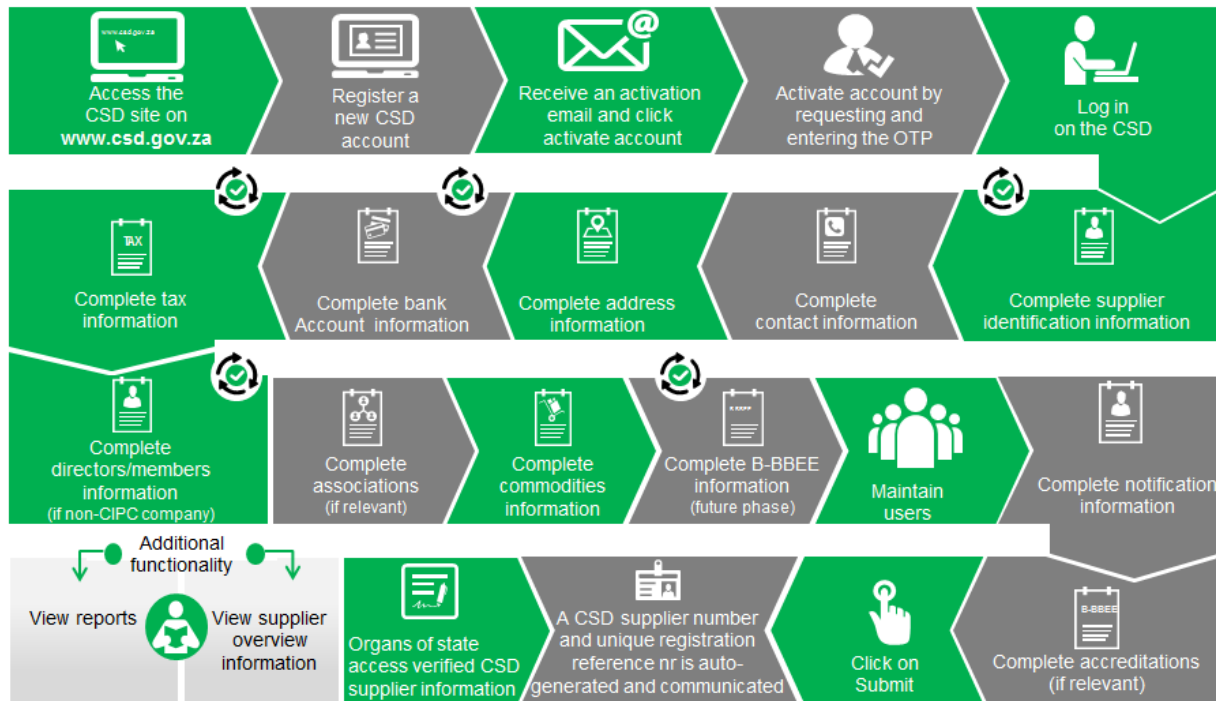 www.csd.gov.za
Access the
CSD site on
www.csd.gov.za
Register a
new CSD
account
@
Receive an activation
email and click
activate account
Activate account by
requesting and
entering the OTP
Log in
on the CSD
Complete supplier
identification information
Complete
contact information
Complete address
information
Complete bank
Account information
TAX
Complete tax
information
Complete
directors/members
information
(if non-CIPC company)
Complete
associations
(if relevant)
Complete
commodities
information
Complete B-BBEE
information
(future phase)
Maintain
users
Complete notification
information
B-BBEE
Complete accreditations
(if relevant)
Click on
Submit
A CSD supplier number
and unique registration
reference nr is auto-
generated and communicated
Organs of state
access verified CSD
supplier information
Additional
functionality
View reports
View supplier
overview
information